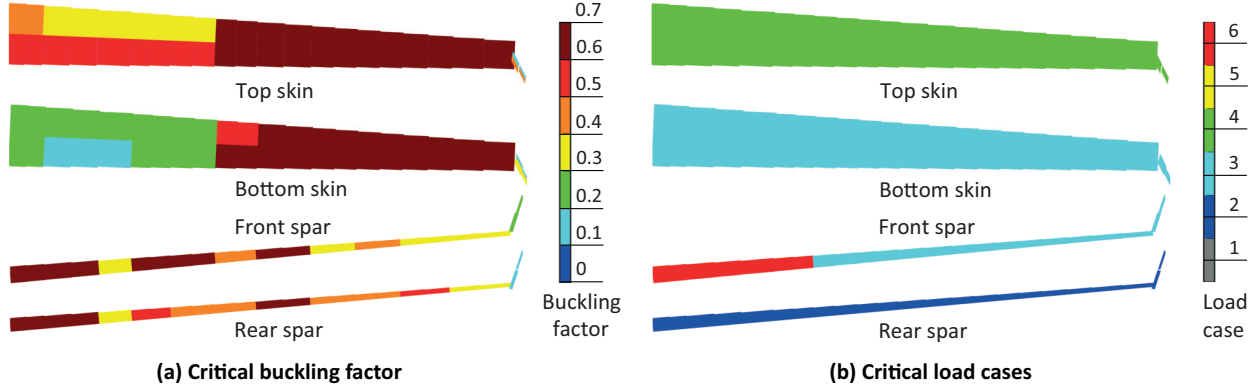 0.7
0.6
0.5
0.4
0.3
0.2
0.1
0
Buckling
factor
Top skin
Bottom skin
Front spar
Rear spar
(a) Critical buckling factor
6
5
4
3
2
1
Load
case
Top skin
Bottom skin
Front spar
Rear spar
(b) Critical load cases